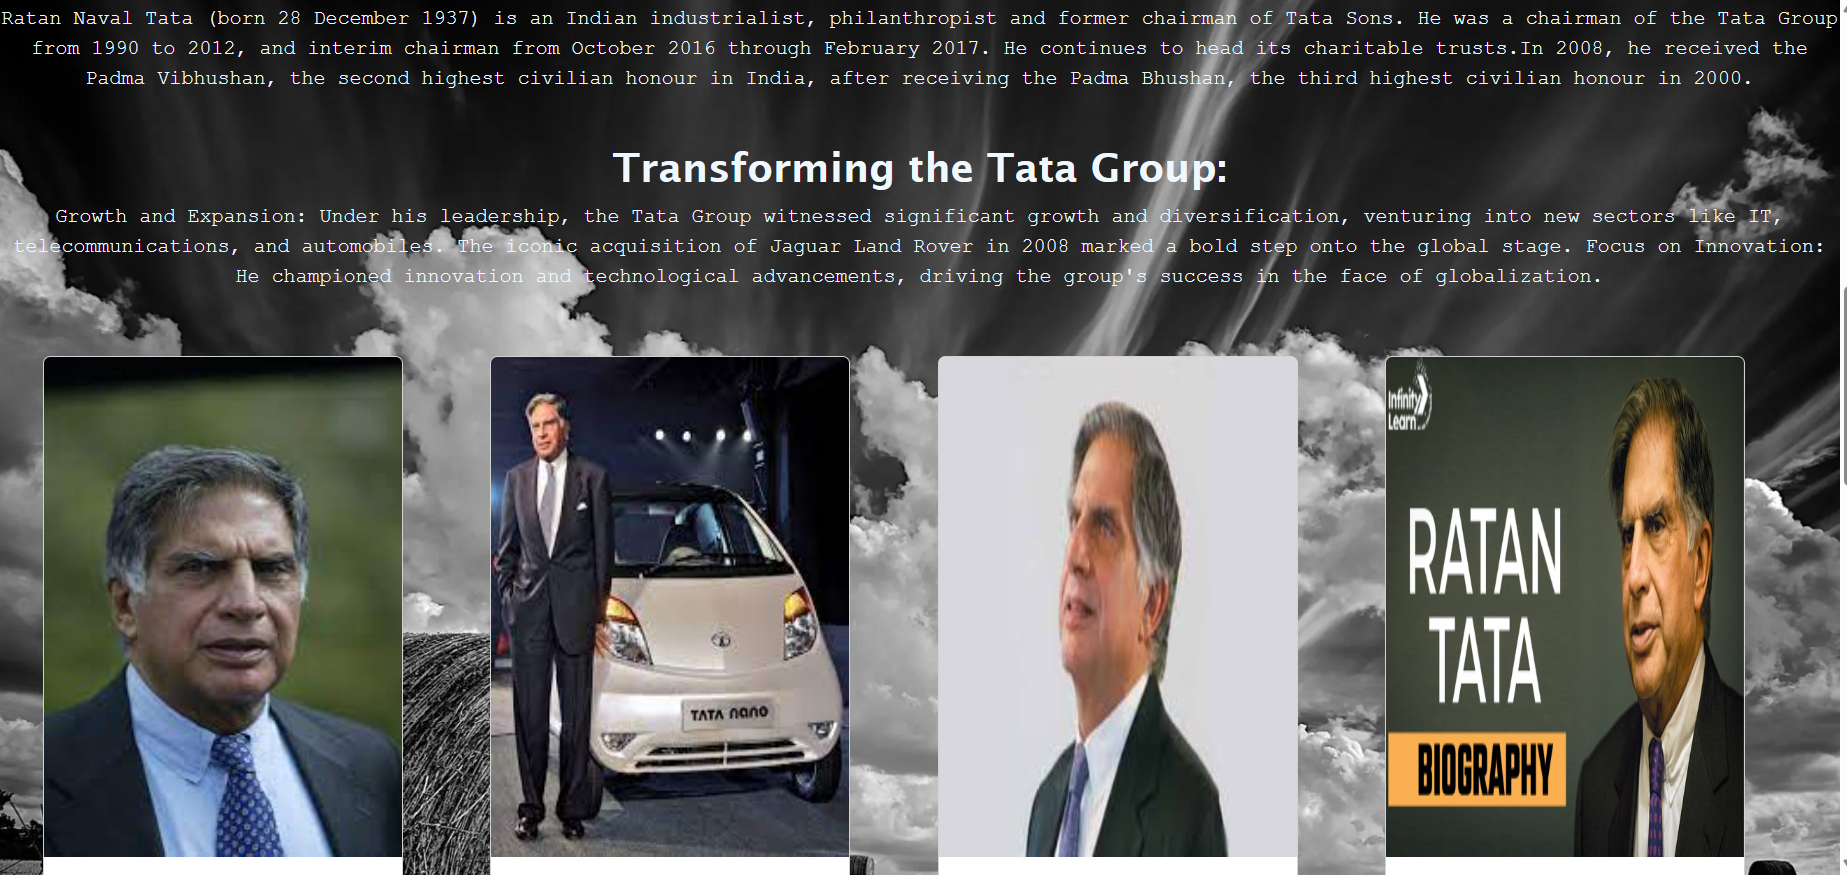 Ratan Naval Tata (born 28 December 1937) is an Indian industrialist, philanthropist and former chairman of Tata Sons. He was a chairman of the Tata Group
from 1990 to 2012, and interim chairman from October 2016 through February 2017. He continues to head its charitable trusts.In 2008, he received the
Padma Vibhushan, the second highest civilian honour in India, after receiving the Padma Bhushan, the third highest civilian honour in 2000.
Transforming the Tata Group:
Growth and Expansion: Under his leadership, the Tata Group witnessed significant growth and diversification, venturing into new sectors like IT,
telecommunications, and automobiles. The iconic acquisition of Jaguar Land Rover in 2008 marked a bold step onto the global stage. Focus on Innovation:
He championed innovation and technological advancements, driving the group's success in the face of globalization.
TATA nano
Infinity
Learn
RATAN
TATA
BIOGRAPHY